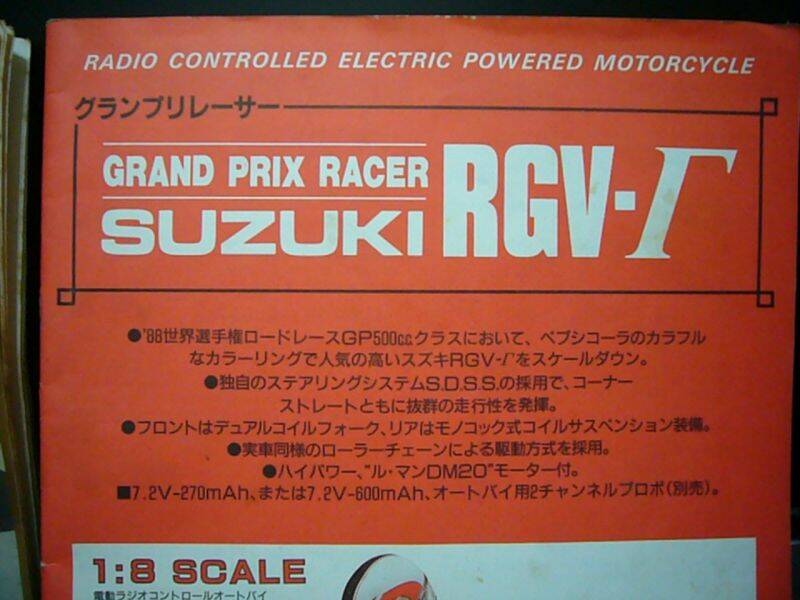 RADIO CONTROLLED ELECTRIC POWERED MOTORCYCLE
グランプリレーサー
GRAND PRIX RACER
SUZUKI
RGV-Γ
●'88世界選手権ロードレースGP500c.c.クラスにおいて、ペプシコーラのカラフル
なカラーリングで人気の高いスズキRGV-Γをスケールダウン。
●独自のステアリングシステムS.D.S.S.の採用で、コーナー
ストレートともに抜群の走行性を発揮。
●フロントはデュアルコイルフォーク、リアはモノコック式コイルサスペンション装備。
●実車同様のローラーチェーンによる駆動方式を採用。
●ハイパワー、“ル・マンDM20”モーター付。
■7.2V-270mAh、または7.2V-600mAh、オートバイ用2チャンネルプロポ(別売)。
1:8 SCALE
電動ラジオコントロールオートバイ